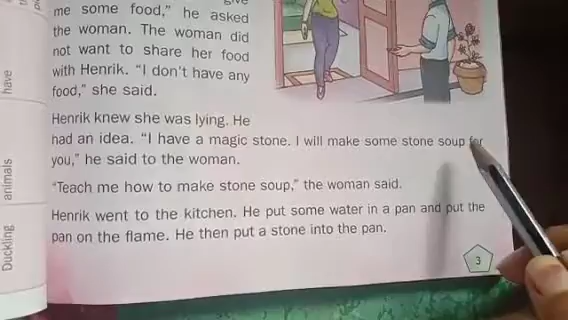 give
me some food," he asked
the woman. The woman did
not want to share her food
with Henrik. "I don't have any
food," she said.
Henrik knew she was lying. He
had an idea. "I have a magic stone. I will make some stone soup for
you," he said to the woman.
"Teach me how to make stone soup," the woman said.
Henrik went to the kitchen. He put some water in a pan and put the
pan on the flame. He then put a stone into the pan.
3
have
animals
Duckling